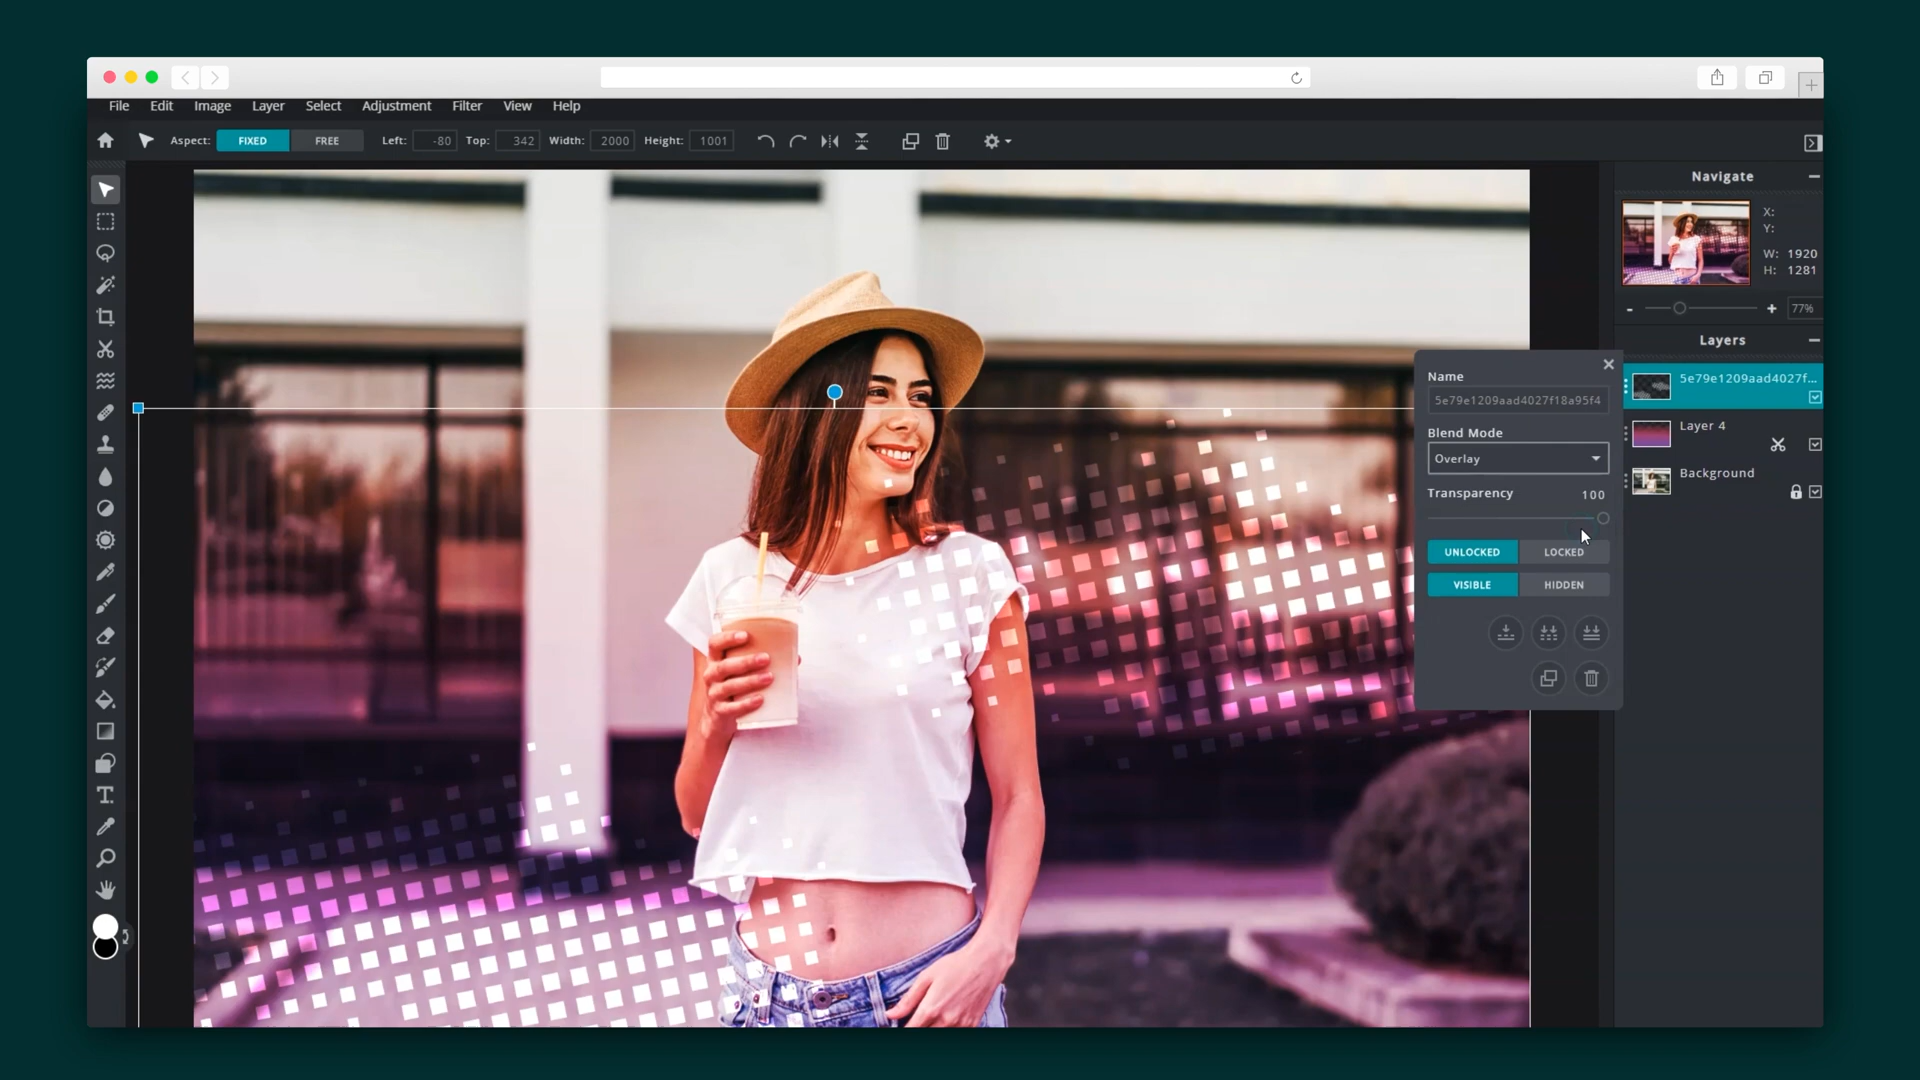 File Edit Image Layer Select Adjustment Filter View Help
Aspect: FIXED FREE Left: -80 Top: 342 Width: 2000 Height: 1001
Navigate
X:
Y:
W: 1920
H: 1281
- + 77%
Layers
5e79e1209aad4027f...
Layer 4
Background
Name
5e79e1209aad4027f18a95f4
Blend Mode
Overlay
Transparency 100
UNLOCKED LOCKED
VISIBLE HIDDEN